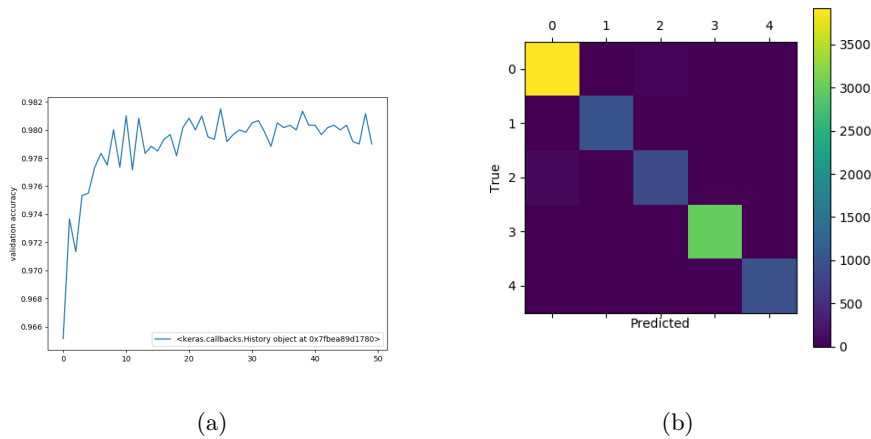 0.982
0.980
0.978
0.976
0.974
0.972
0.970
0.968
0.966
validation accuracy
0 10 20 30 40 50
<keras.callbacks.History object at 0x7fbea89d1780>
(a)
0 1 2 3 4
0
1
2
3
4
True
Predicted
3500
3000
2500
2000
1500
1000
500
0
(b)